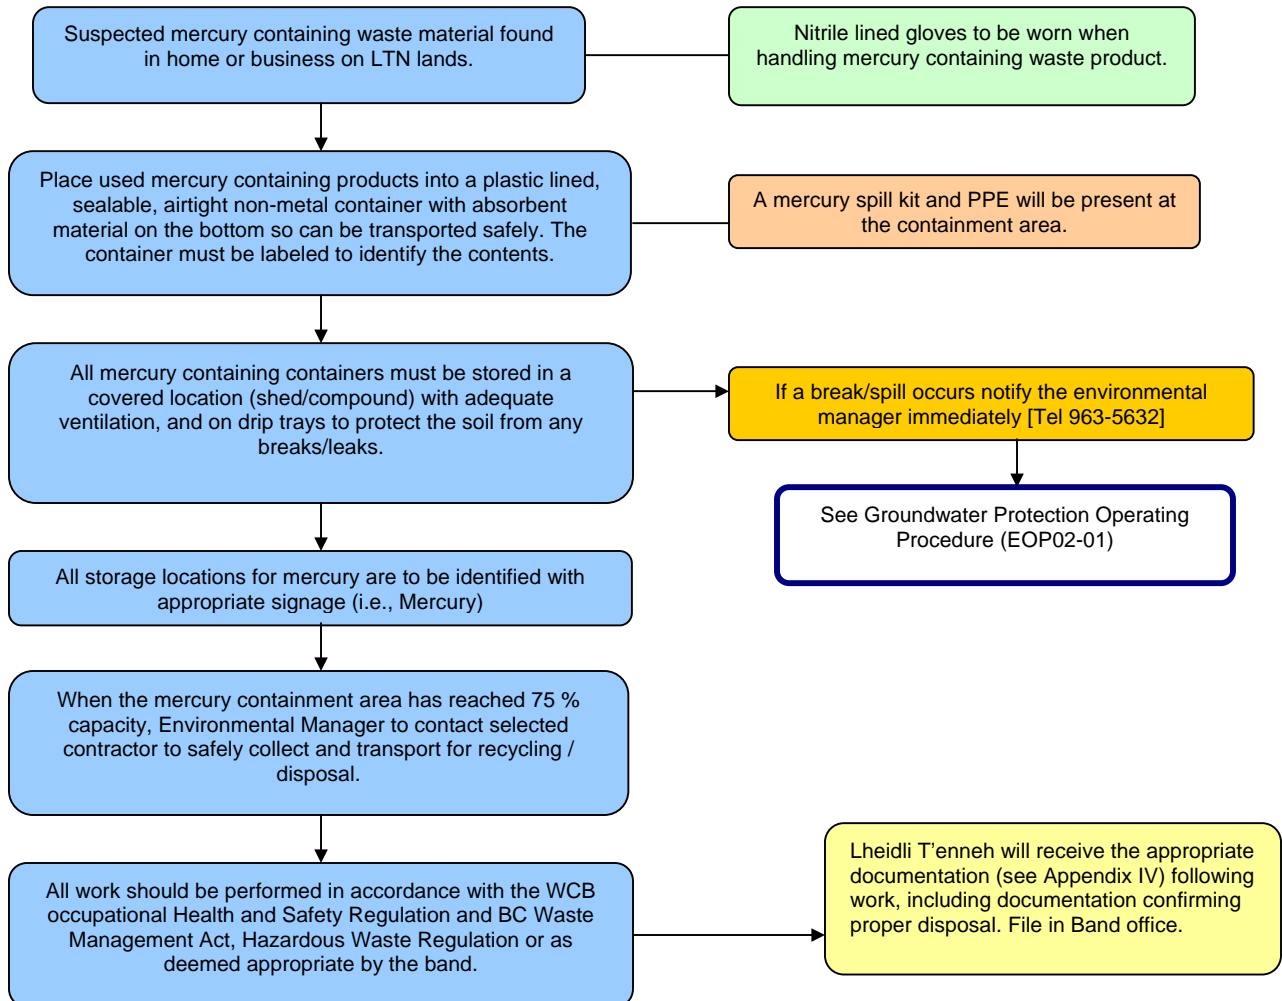 Suspected mercury containing waste material found
in home or business on LTN lands.
Nitrile lined gloves to be worn when
handling mercury containing waste product.
Place used mercury containing products into a plastic lined,
sealable, airtight non-metal container with absorbent
material on the bottom so can be transported safely. The
container must be labeled to identify the contents.
A mercury spill kit and PPE will be present at
the containment area.
All mercury containing containers must be stored in a
covered location (shed/compound) with adequate
ventilation, and on drip trays to protect the soil from any
breaks/leaks.
If a break/spill occurs notify the environmental
manager immediately [Tel 963-5632]
See Groundwater Protection Operating
Procedure (EOP02-01)
All storage locations for mercury are to be identified with
appropriate signage (i.e., Mercury)
When the mercury containment area has reached 75 %
capacity, Environmental Manager to contact selected
contractor to safely collect and transport for recycling /
disposal.
All work should be performed in accordance with the WCB
occupational Health and Safety Regulation and BC Waste
Management Act, Hazardous Waste Regulation or as
deemed appropriate by the band.
Lheidli T’enneh will receive the appropriate
documentation (see Appendix IV) following
work, including documentation confirming
proper disposal. File in Band office.